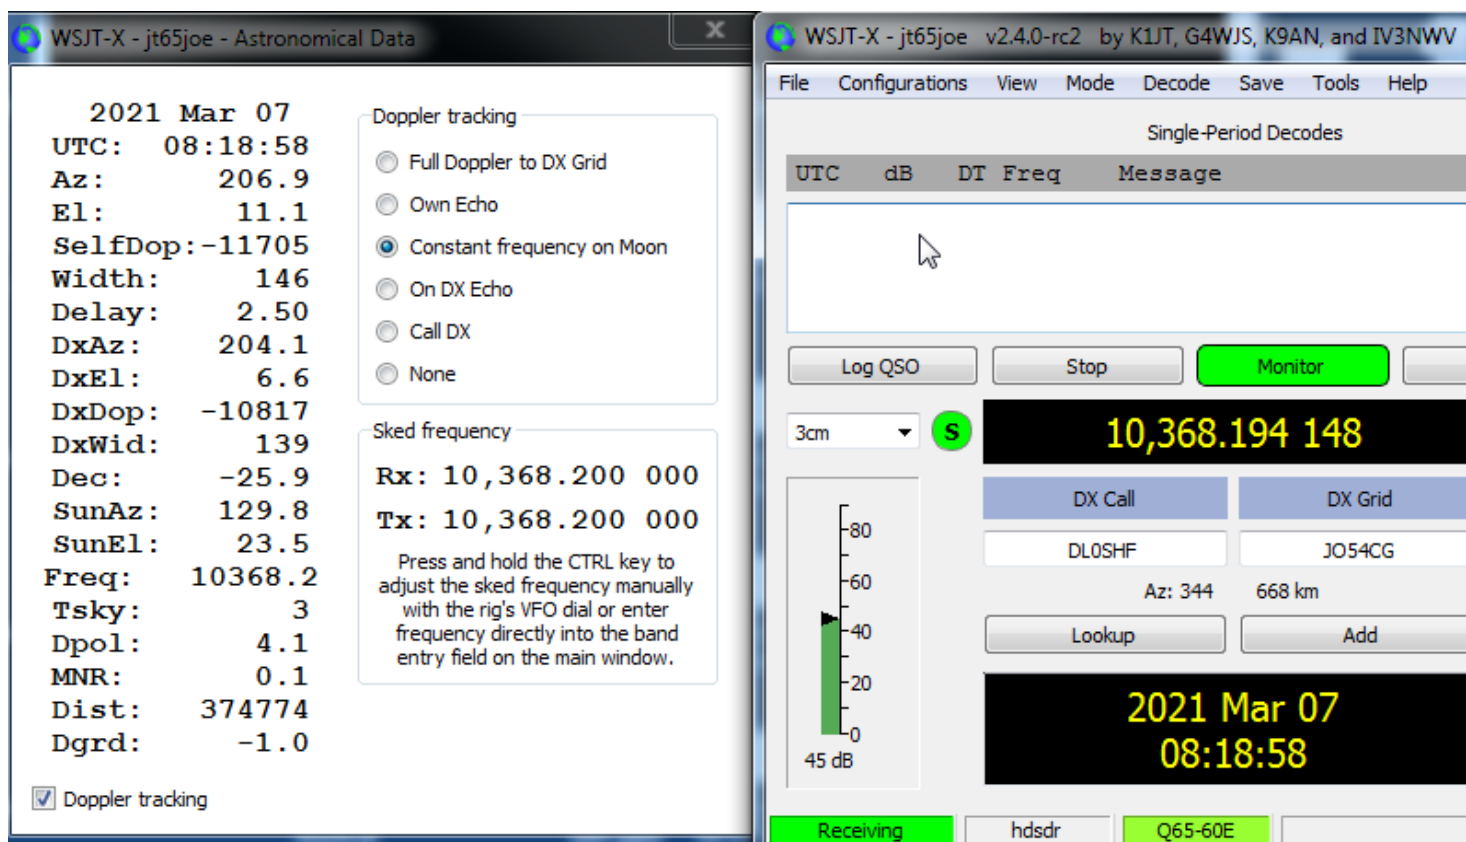 WSJT-X - jt65joe - Astronomical Data
2021 Mar 07
UTC: 08:18:58
Az: 206.9
El: 11.1
SelfDop:-11705
Width: 146
Delay: 2.50
DxAz: 204.1
DxEl: 6.6
DxDop: -10817
DxWid: 139
Dec: -25.9
SunAz: 129.8
SunEl: 23.5
Freq: 10368.2
Tsky: 3
Dpol: 4.1
MNR: 0.1
Dist: 374774
Dgrd: -1.0
Doppler tracking
Doppler tracking
Full Doppler to DX Grid
Own Echo
Constant frequency on Moon
On DX Echo
Call DX
None
Sked frequency
Rx: 10,368.200 000
Tx: 10,368.200 000
Press and hold the CTRL key to
adjust the sked frequency manually
with the rig's VFO dial or enter
frequency directly into the band
entry field on the main window.
WSJT-X - jt65joe v2.4.0-rc2 by K1JT, G4WJS, K9AN, and IV3NWV
File Configurations View Mode Decode Save Tools Help
Single-Period Decodes
UTC dB DT Freq Message
Log QSO Stop Monitor
3cm S 10,368.194 148
DX Call DX Grid
DL0SHF JO54CG
Az: 344 668 km
Lookup Add
80
60
40
20
0
45 dB
2021 Mar 07
08:18:58
Receiving hdsdr Q65-60E